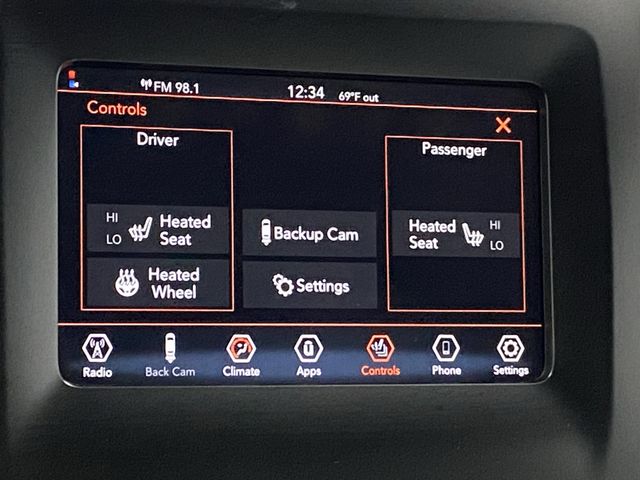 FM 98.1 12:34 69°F out
Controls
X
Driver
Passenger
HI
LO
Heated
Seat
Backup Cam
Heated
Seat
HI
LO
Heated
Wheel
Settings
Radio Back Cam Climate Apps Controls Phone Settings